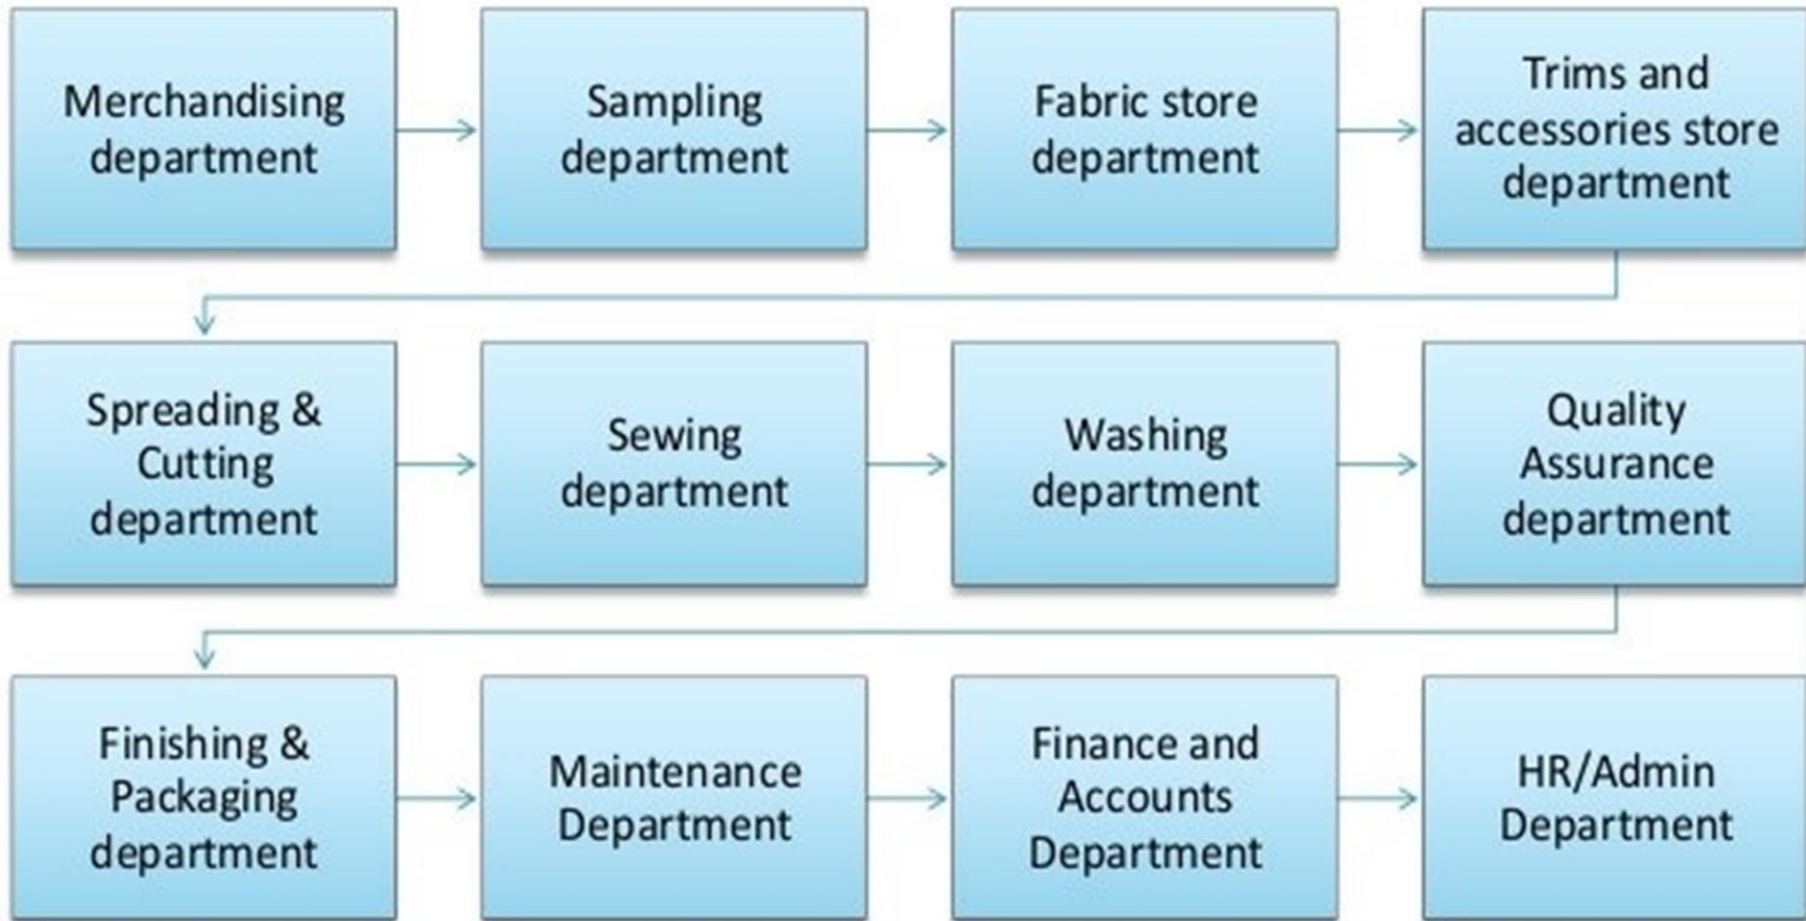 Merchandising
department
Sampling
department
Fabric store
department
Trims and
accessories store
department
Spreading &
Cutting
department
Sewing
department
Washing
department
Quality
Assurance
department
Finishing &
Packaging
department
Maintenance
Department
Finance and
Accounts
Department
HR/Admin
Department